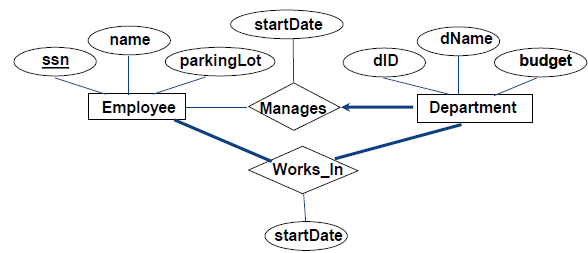 startDate
name
dName
ssn
parkingLot
dID
budget
Employee
Manages
Department
Works_In
startDate